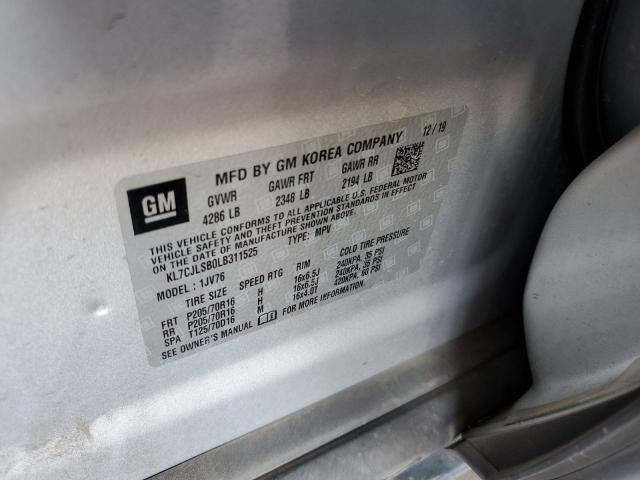 MFD BY GM KOREA COMPANY 12/19
GM
GVWR GAWR FRT GAWR RR
4286 LB 2348 LB 2194 LB
THIS VEHICLE CONFORMS TO ALL APPLICABLE U.S. FEDERAL MOTOR
VEHICLE SAFETY AND THEFT PREVENTION STANDARDS IN EFFECT
ON THE DATE OF MANUFACTURE SHOWN ABOVE.
KL7CJLSB0LB311525 TYPE: MPV
MODEL: 1JV76
TIRE SIZE SPEED RTG RIM COLD TIRE PRESSURE
FRT P205/70R16 H 16x6.5J 240KPA, 35 PSI
RR P205/70R16 H 16x6.5J 240KPA, 35 PSI
SPA T125/70D16 M 16x4.0T 420KPA, 60 PSI
SEE OWNER'S MANUAL FOR MORE INFORMATION.